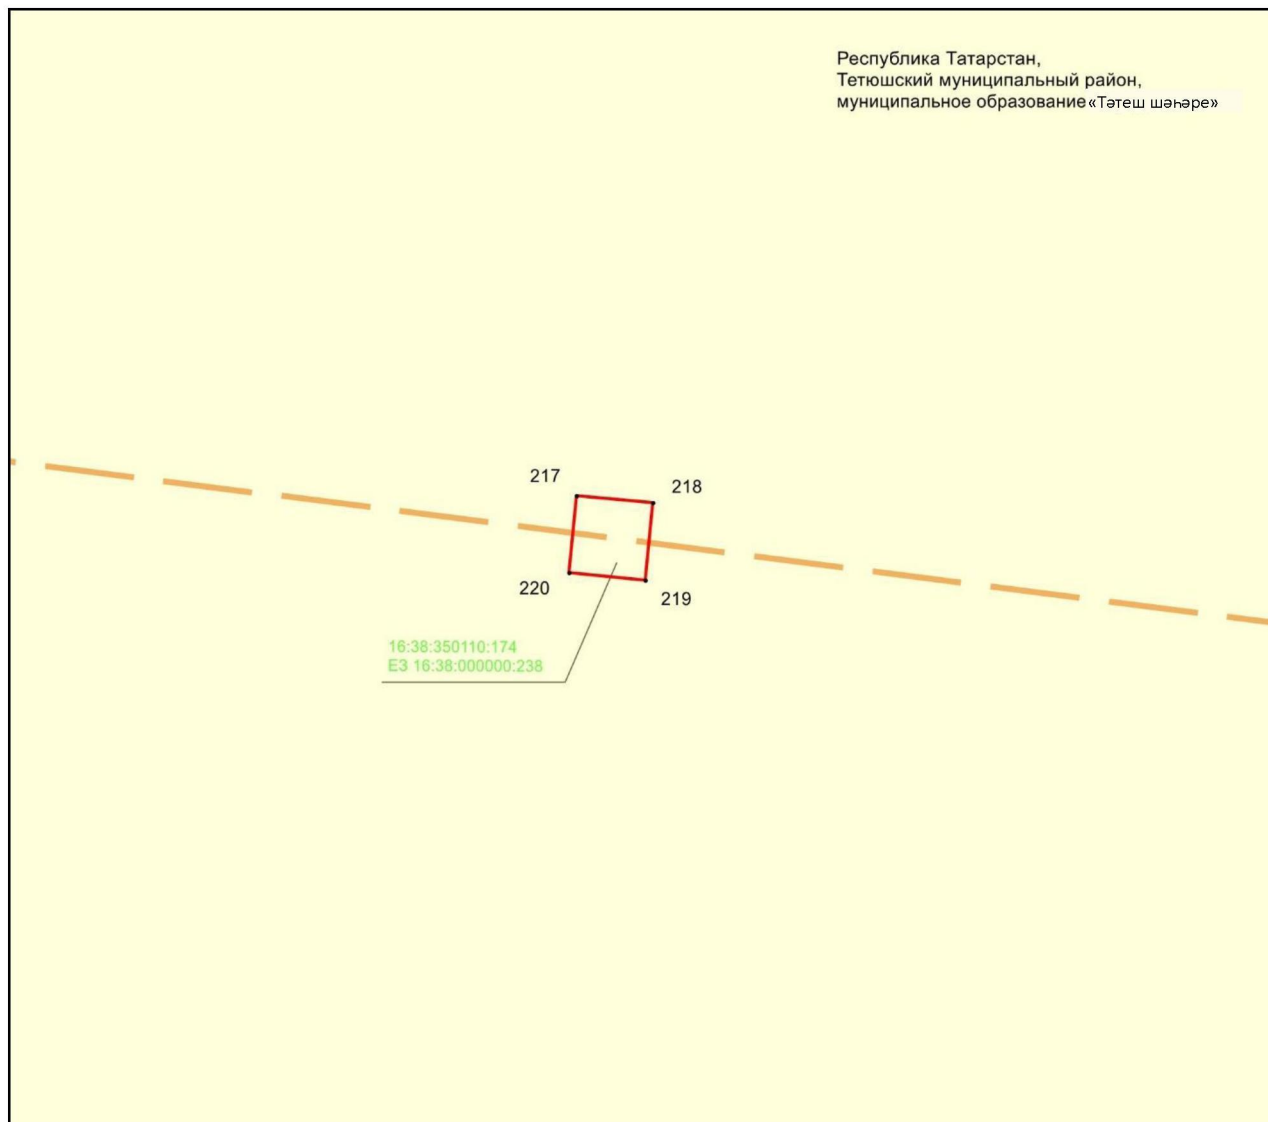 Республика Татарстан,
Тетюшский муниципальный район,
муниципальное образование «Тәтеш шәһәре»
217
218
220
219
16:38:350110:174
ЕЗ 16:38:000000:238